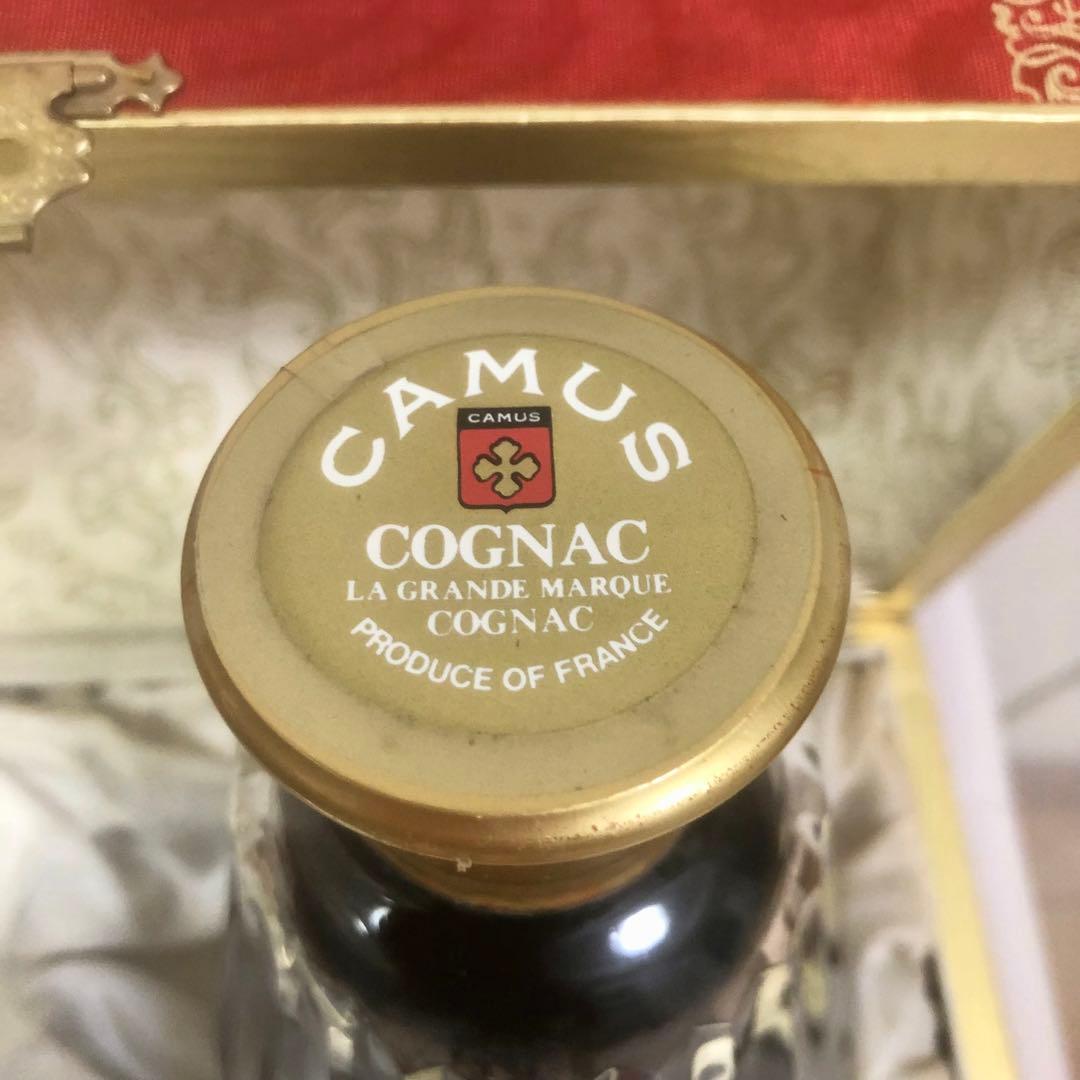 CAMUS
CAMUS
COGNAC
LA GRANDE MARQUE
COGNAC
PRODUCE OF FRANCE